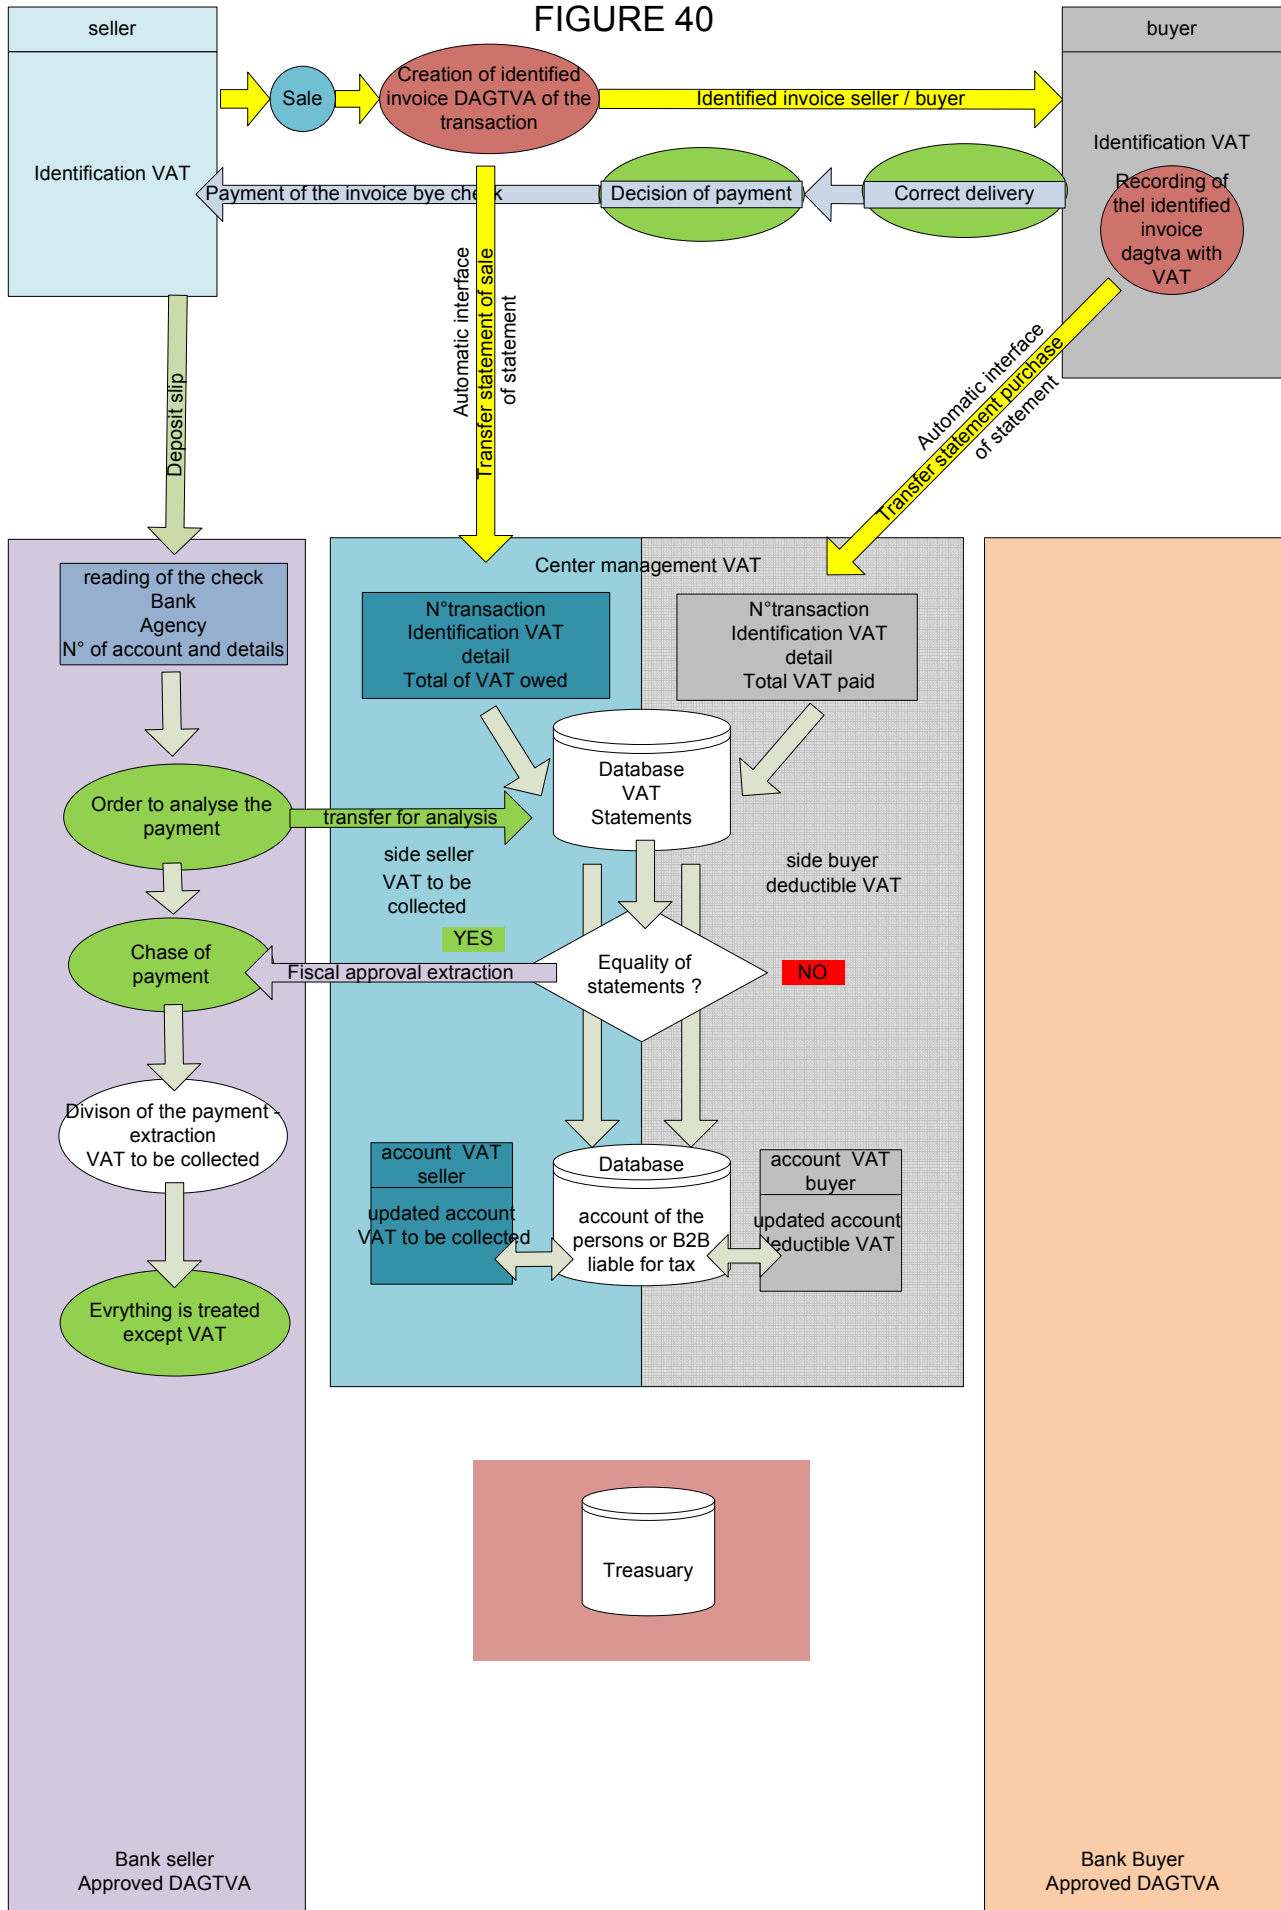 FIGURE 40
seller
buyer
Identification VAT
Sale
Creation of identified
invoice DAGTVA of the
transaction
Identified invoice seller / buyer
Identification VAT
Recording of
thel identified
invoice
dagtva with
VAT
Payment of the invoice bye check
Decision of payment
Correct delivery
Deposit slip
Automatic interface
Transfer statement of sale
of statement
Automatic interface
Transfer statement purchase
of statement
reading of the check
Bank
Agency
N° of account and details
Center management VAT
N°transaction
Identification VAT
detail
Total of VAT owed
N°transaction
Identification VAT
detail
Total VAT paid
Database
VAT
Statements
Order to analyse the
payment
transfer for analysis
side seller
VAT to be
collected
side buyer
deductible VAT
YES
NO
Chase of
payment
Fiscal approval extraction
Equality of
statements ?
Divison of the payment -
extraction
VAT to be collected
account VAT
seller
updated account
VAT to be collected
Database
account of the
persons or B2B
liable for tax
account VAT
buyer
updated account
deductible VAT
Evrything is treated
except VAT
Treasuary
Bank seller
Approved DAGTVA
Bank Buyer
Approved DAGTVA